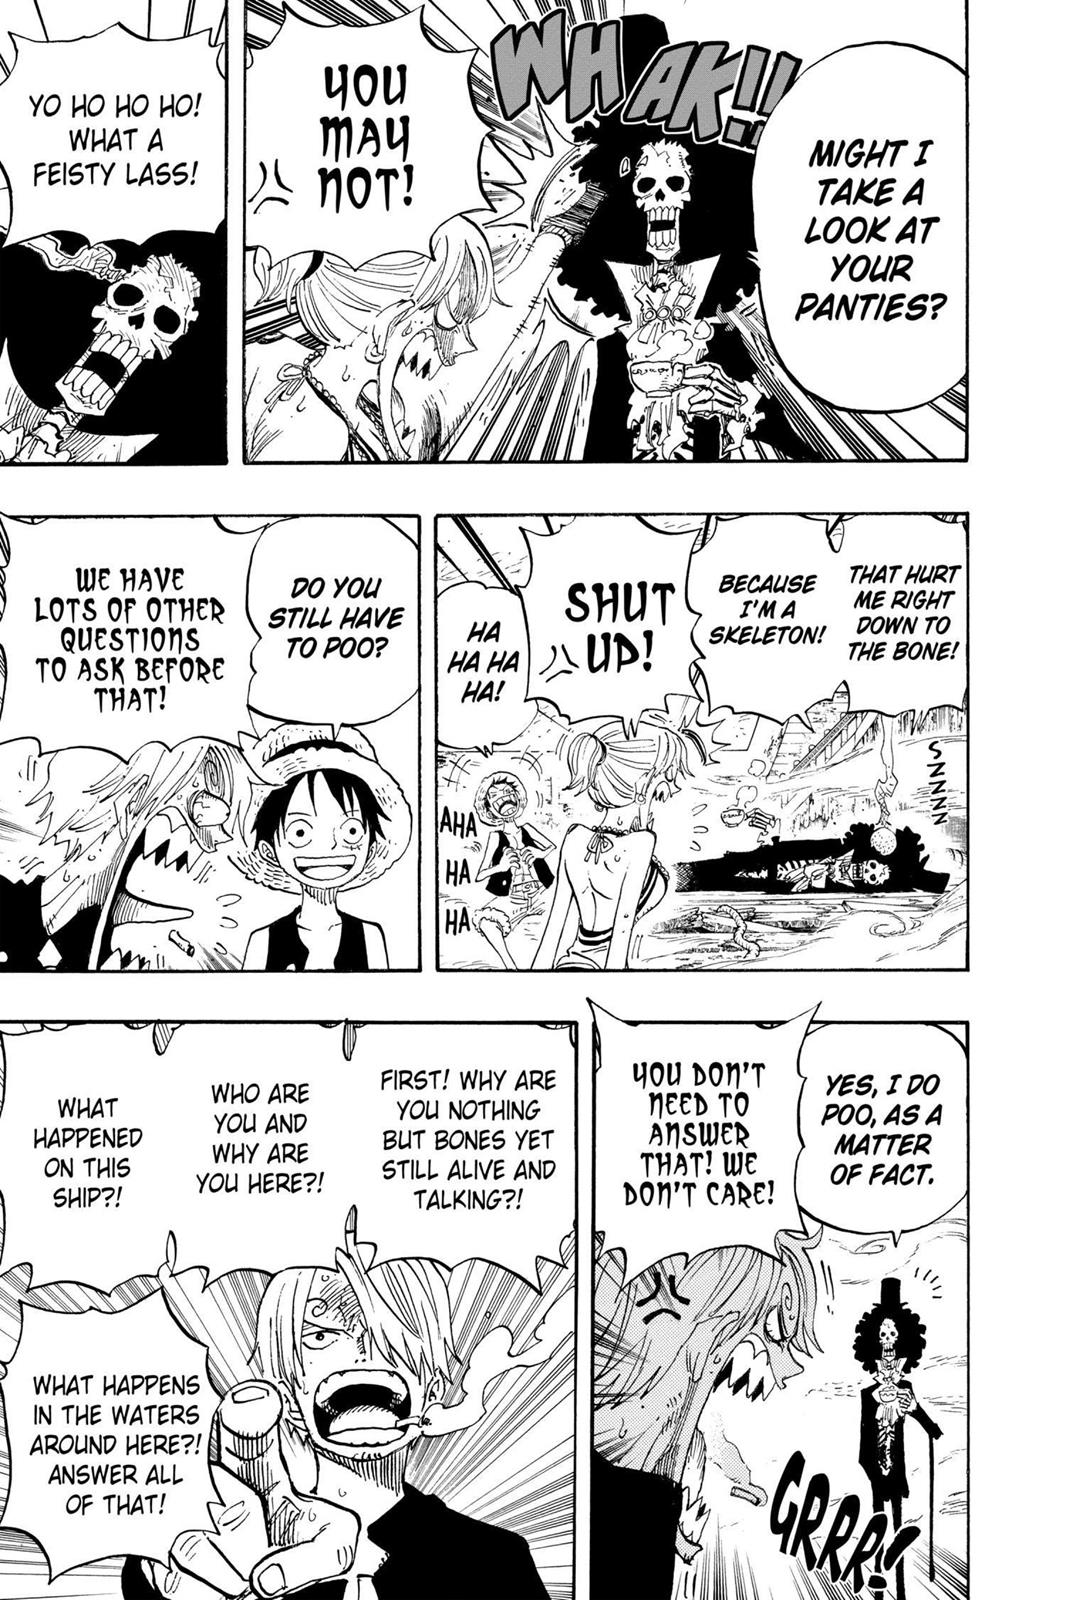 MIGHT I
TAKE A
LOOK AT
YOUR
PANTIES?
WHAK!!
YOU
MAY
NOT!
YO HO HO HO!
WHAT A
FEISTY LASS!
THAT HURT
ME RIGHT
DOWN TO
THE BONE!
BECAUSE
I'M A
SKELETON!
SHUT
UP!
HA
HA HA
HA!
SNNNN
AHA
HA
HA
DO YOU
STILL HAVE
TO POO?
WE HAVE
LOTS OF OTHER
QUESTIONS
TO ASK BEFORE
THAT!
YES, I DO
POO, AS A
MATTER
OF FACT.
YOU DON'T
NEED TO
ANSWER
THAT! WE
DON'T CARE!
GRRR!!
FIRST! WHY ARE
YOU NOTHING
BUT BONES YET
STILL ALIVE AND
TALKING?!
WHO ARE
YOU AND
WHY ARE
YOU HERE?!
WHAT
HAPPENED
ON THIS
SHIP?!
WHAT HAPPENS
IN THE WATERS
AROUND HERE?!
ANSWER ALL
OF THAT!